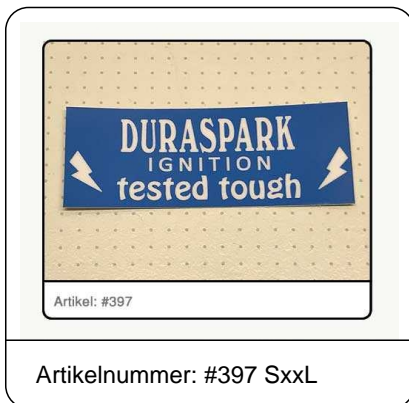 DURASPARK
IGNITION
tested tough
Artikel: #397
Artikelnummer: #397 SxxL